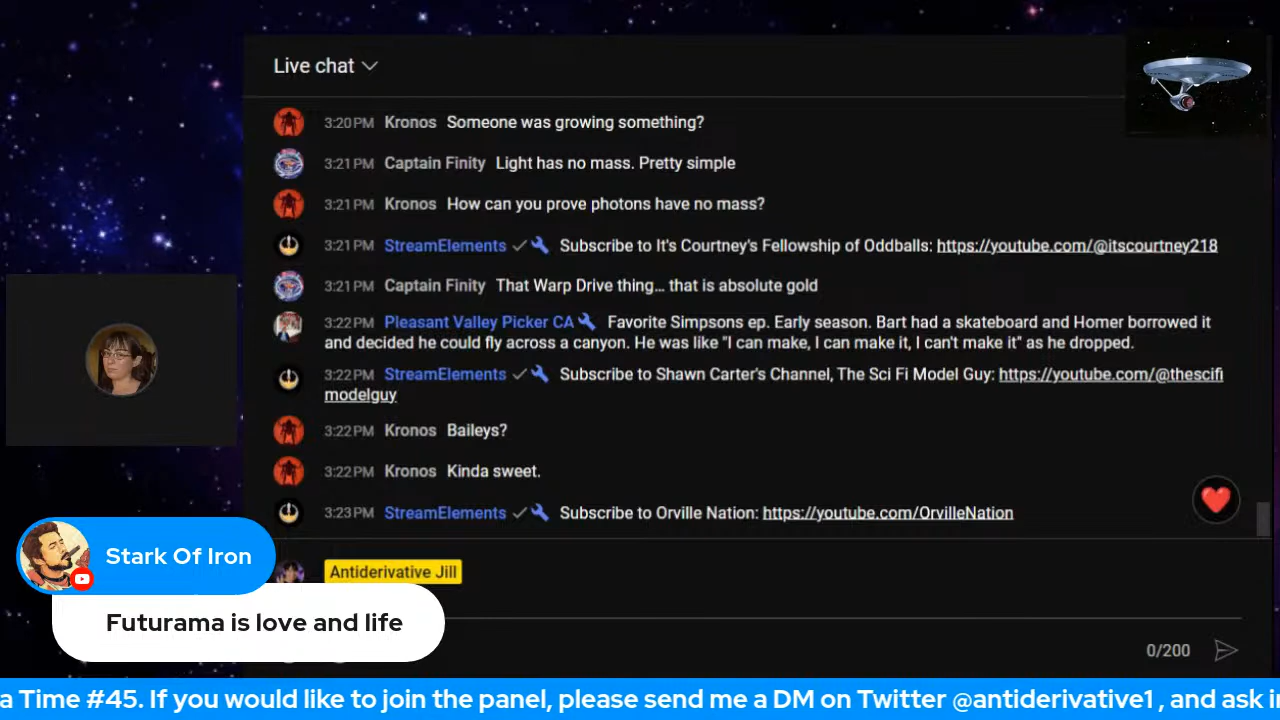 Live chat
3:20 PM Kronos Someone was growing something?
3:21 PM Captain Finity Light has no mass. Pretty simple
3:21 PM Kronos How can you prove photons have no mass?
3:21 PM StreamElements Subscribe to It's Courtney's Fellowship of Oddballs: https://youtube.com/@itscourtney218
3:21 PM Captain Finity That Warp Drive thing... that is absolute gold
3:22 PM Pleasant Valley Picker CA Favorite Simpsons ep. Early season. Bart had a skateboard and Homer borrowed it
and decided he could fly across a canyon. He was like "I can make, I can make it, I can't make it" as he dropped.
3:22 PM StreamElements Subscribe to Shawn Carter's Channel, The Sci Fi Model Guy: https://youtube.com/@thescifi
modelguy
3:22 PM Kronos Baileys?
3:22 PM Kronos Kinda sweet.
3:23 PM StreamElements Subscribe to Orville Nation: https://youtube.com/OrvilleNation
Stark Of Iron
Antiderivative Jill
Futurama is love and life
0/200
a Time #45. If you would like to join the panel, please send me a DM on Twitter @antiderivative1 , and ask i